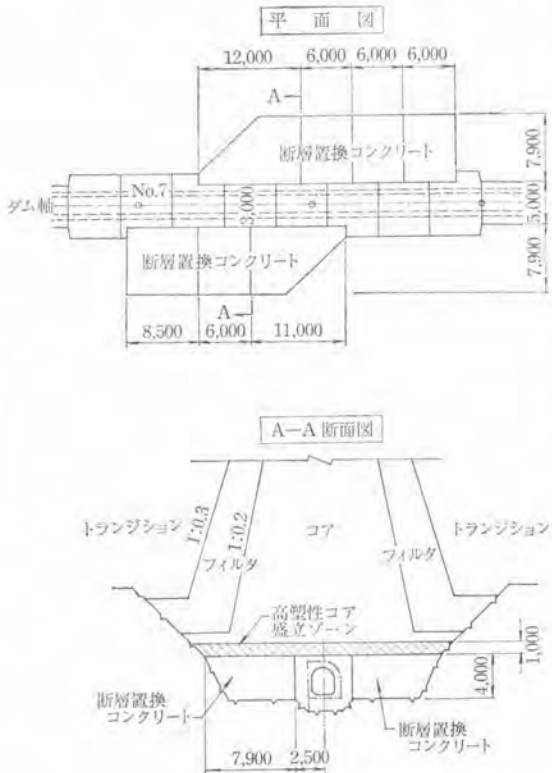 平面図
12,000 6,000 6,000 6,000
A
断層置換コンクリート
7,900
No.7
ダム軸
3,000
5,000
断層置換コンクリート
7,900
A
8,500 6,000 11,000
A—A 断面図
トランジション
1:0.3
1:0.2
フィルタ
コア
フィルタ
トランジション
高塑性コア
盛立ゾーン
1,000
4,000
断層置換
コンクリート
断層置換
コンクリート
7,900 2,500